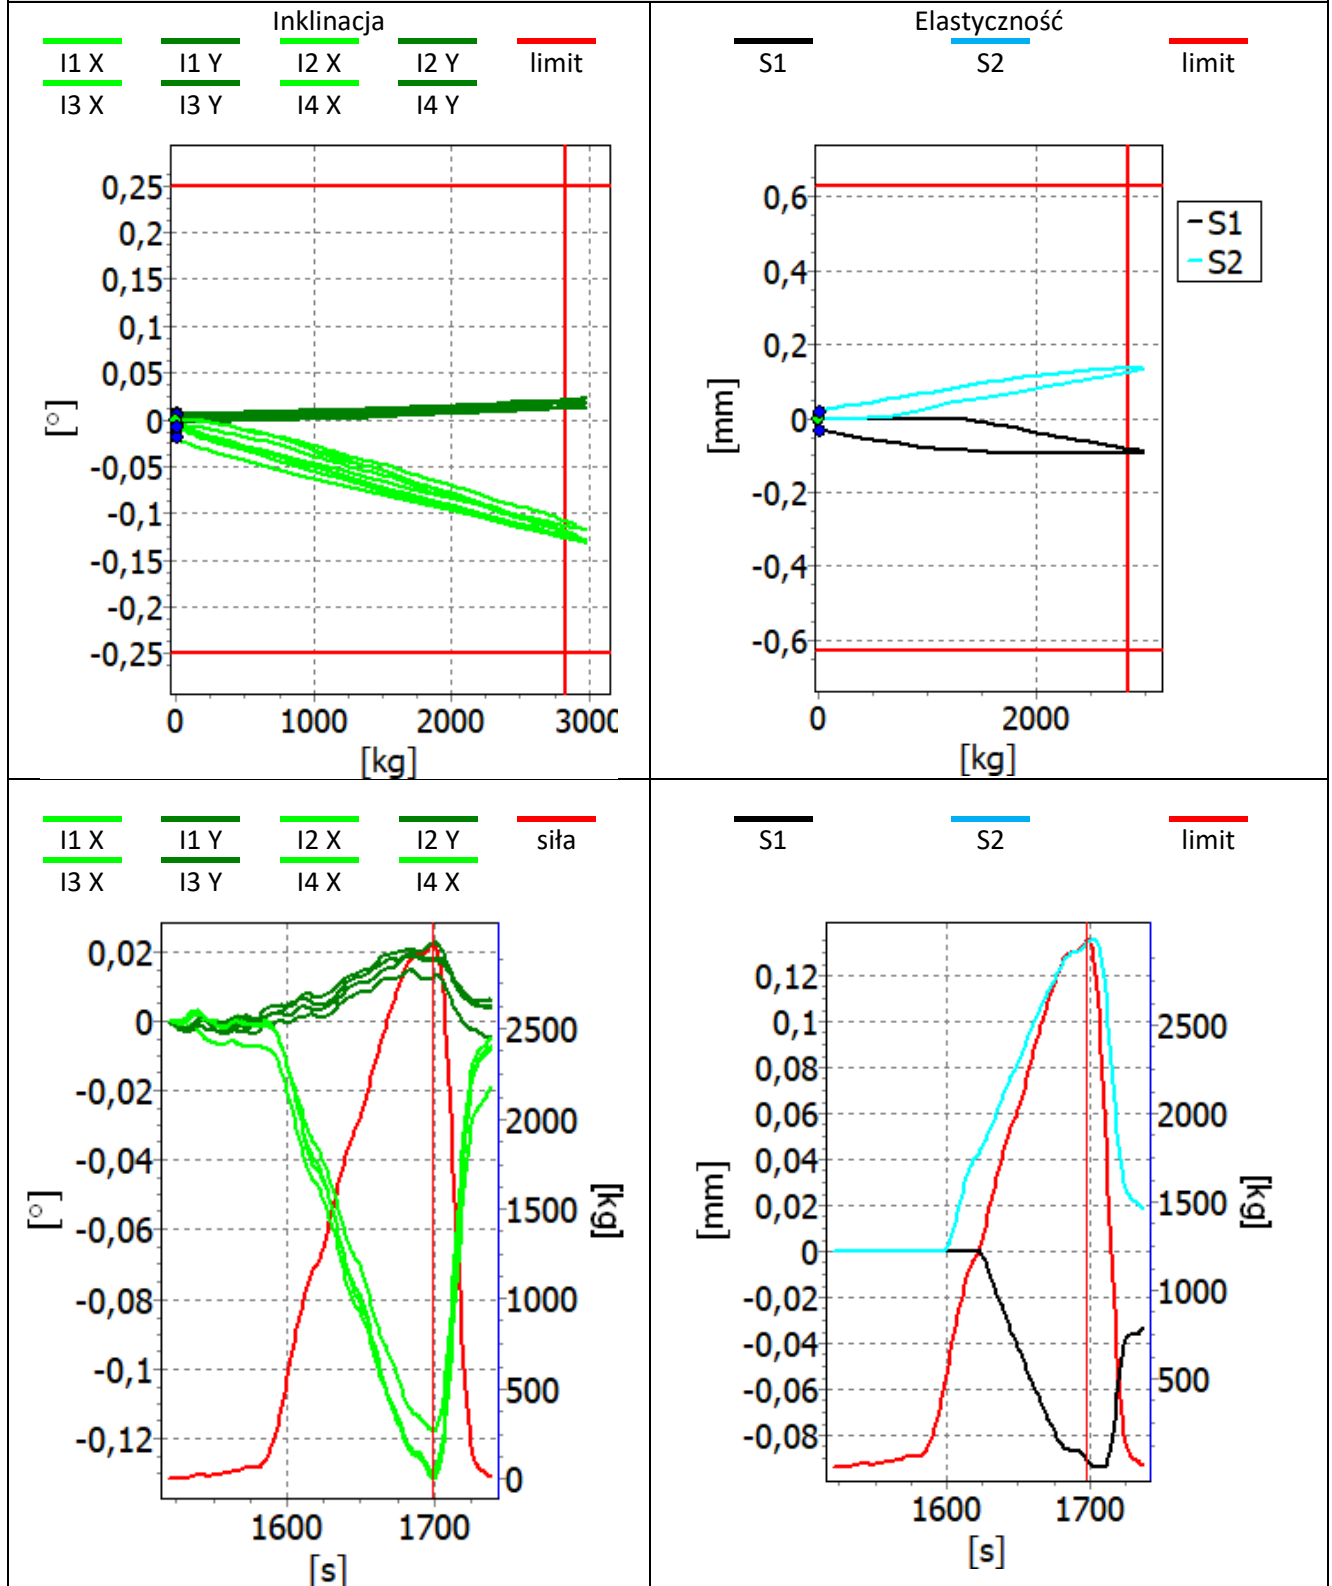 Inklinacja
I1 X I1 Y I2 X I2 Y limit
I3 X I3 Y I4 X I4 Y
0,25
0,2
0,15
0,1
0,05
0
-0,05
-0,1
-0,15
-0,2
-0,25
[°]
0 1000 2000 3000
[kg]
Elastyczność
S1 S2 limit
0,6
0,4
0,2
0
-0,2
-0,4
-0,6
[mm]
S1
S2
0 2000
[kg]
I1 X I1 Y I2 X I2 Y siła
I3 X I3 Y I4 X I4 X
0,02
0
-0,02
-0,04
-0,06
-0,08
-0,1
-0,12
[°]
2500
2000
1500
1000
500
0
[kg]
1600 1700
[s]
S1 S2 limit
0,12
0,1
0,08
0,06
0,04
0,02
0
-0,02
-0,04
-0,06
-0,08
[mm]
2500
2000
1500
1000
500
[kg]
1600 1700
[s]